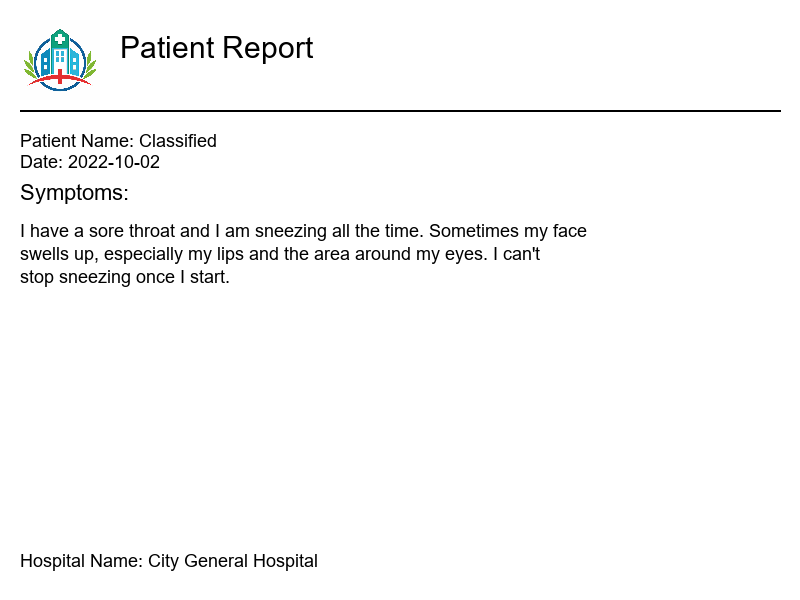 Patient Report
Patient Name: Classified
Date: 2022-10-02
Symptoms:
I have a sore throat and I am sneezing all the time. Sometimes my face
swells up, especially my lips and the area around my eyes. I can't
stop sneezing once I start.
Hospital Name: City General Hospital